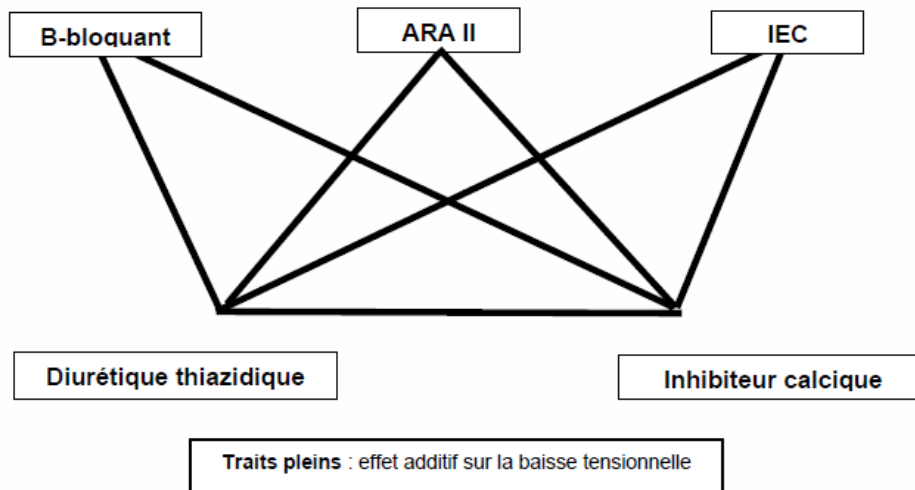 B-bloquant
ARA II
IEC
Diurétique thiazidique
Inhibiteur calcique
Traits pleins : effet additif sur la baisse tensionnelle